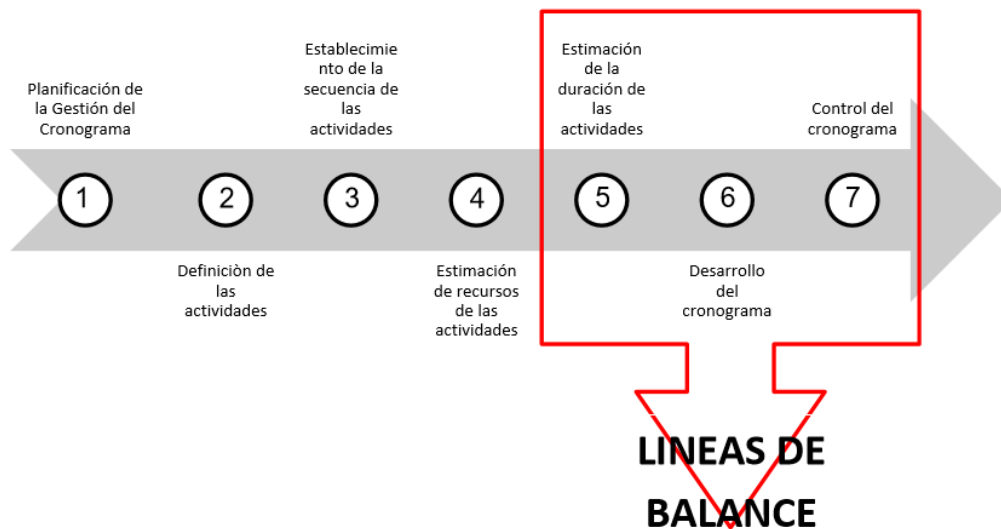 Planificación de
la Gestión del
Cronograma
1
2
Definiciòn de
las
actividades
Establecimie
nto de la
secuencia de
las
actividades
3
4
Estimación
de recursos
de las
actividades
Estimación
de la
duración de
las
actividades
5
6
Desarrollo
del
cronograma
Control del
cronograma
7
LINEAS DE
BALANCE